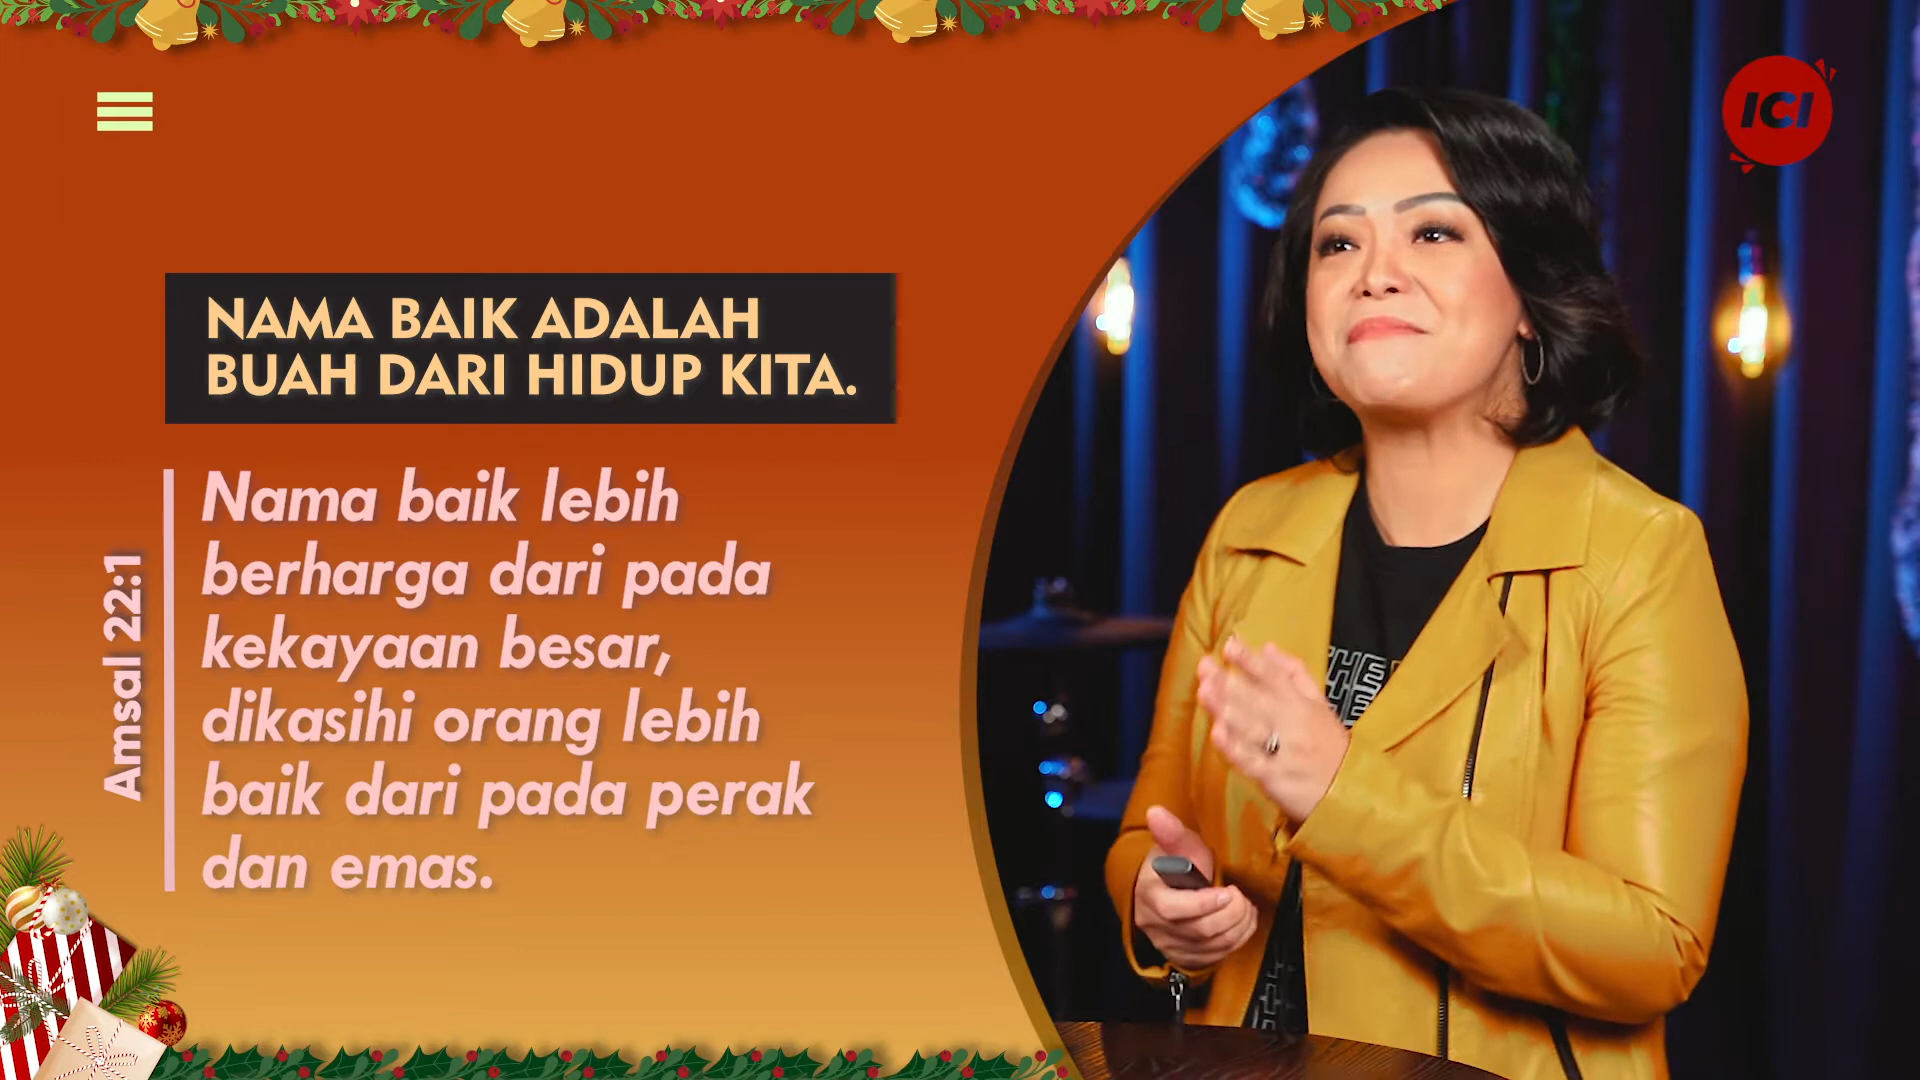 ICI
NAMA BAIK ADALAH
BUAH DARI HIDUP KITA.
Amsal 22:1
Nama baik lebih
berharga dari pada
kekayaan besar,
dikasihi orang lebih
baik dari pada perak
dan emas.